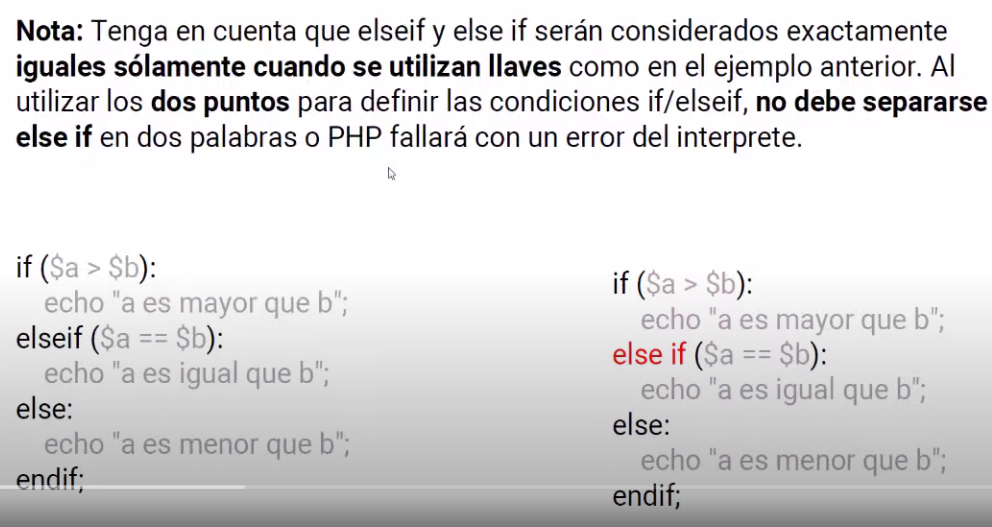 Nota: Tenga en cuenta que elseif y else if serán considerados exactamente
iguales sólamente cuando se utilizan llaves como en el ejemplo anterior. Al
utilizar los dos puntos para definir las condiciones if/elseif, no debe separarse
else if en dos palabras o PHP fallará con un error del interprete.
if ($a > $b):
echo "a es mayor que b";
elseif ($a == $b):
echo "a es igual que b";
else:
echo "a es menor que b";
endif;
if ($a > $b):
echo "a es mayor que b";
else if ($a == $b):
echo "a es igual que b";
else:
echo "a es menor que b";
endif;